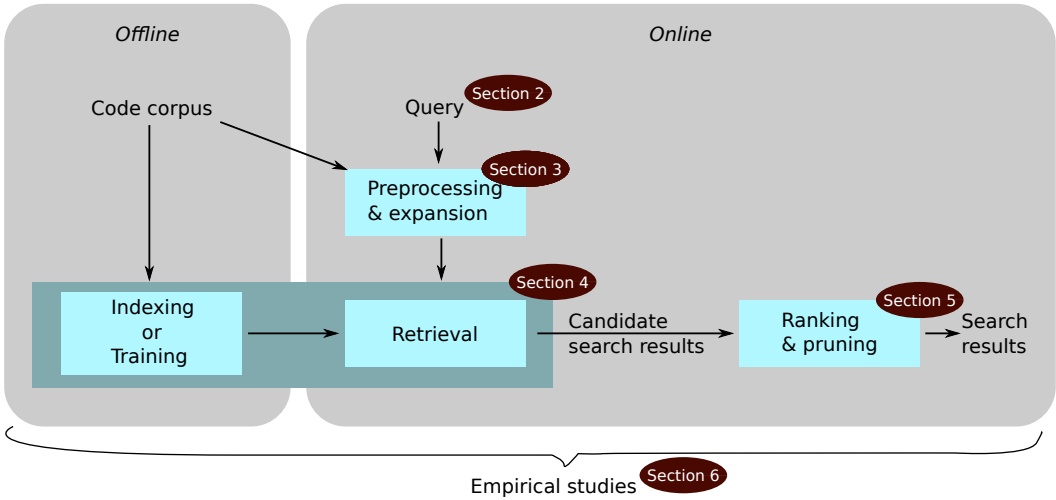 Offline
Online
Code corpus
Query
Section 2
Section 3
Preprocessing
& expansion
Section 4
Indexing
or
Training
Retrieval
Candidate
search results
Section 5
Ranking
& pruning
Search
results
Empirical studies
Section 6